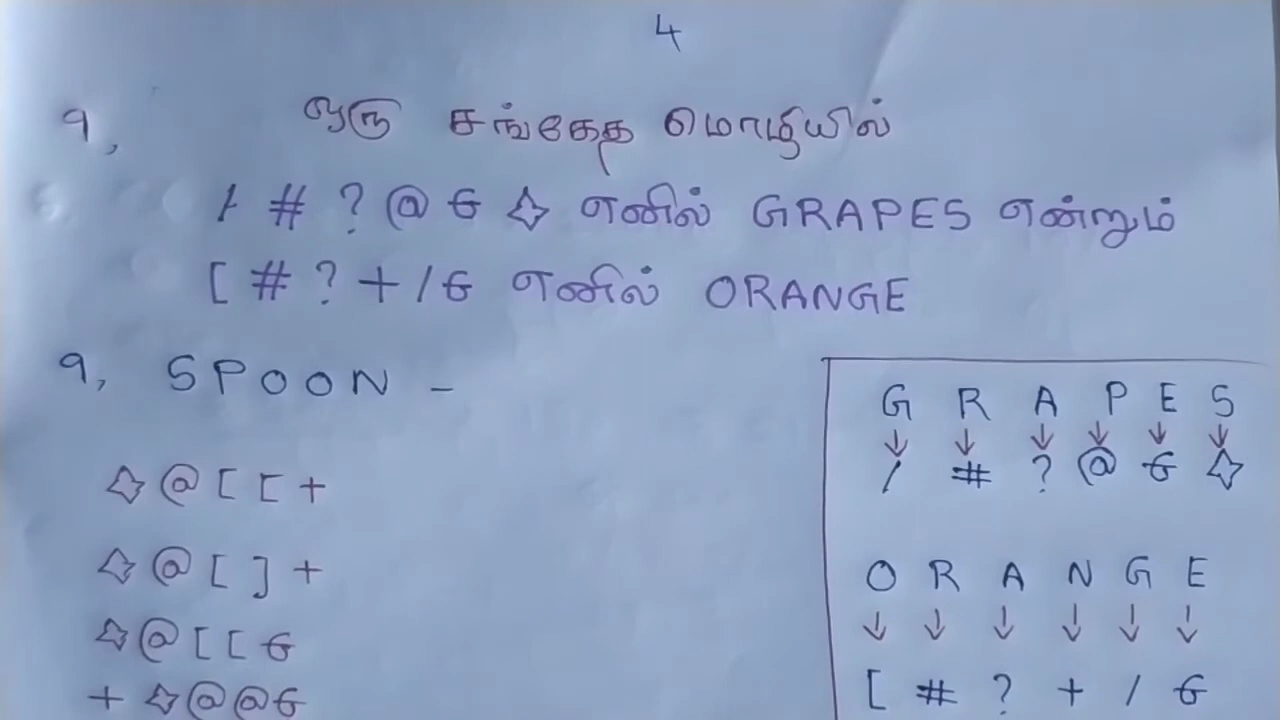 4
9, ஒரு சங்கேத மொழியில்
/ # ? @ € ✧ எனில் GRAPES என்றும்
[ # ? + / € எனில் ORANGE
9, SPOON -
✧ @ [ [ +
✧ @ [ ] +
✧ @ [ [ €
+ ✧ @ @ €
G R A P E S
↓ ↓ ↓ ↓ ↓ ↓
/ # ? @ € ✧
O R A N G E
↓ ↓ ↓ ↓ ↓ ↓
[ # ? + / €